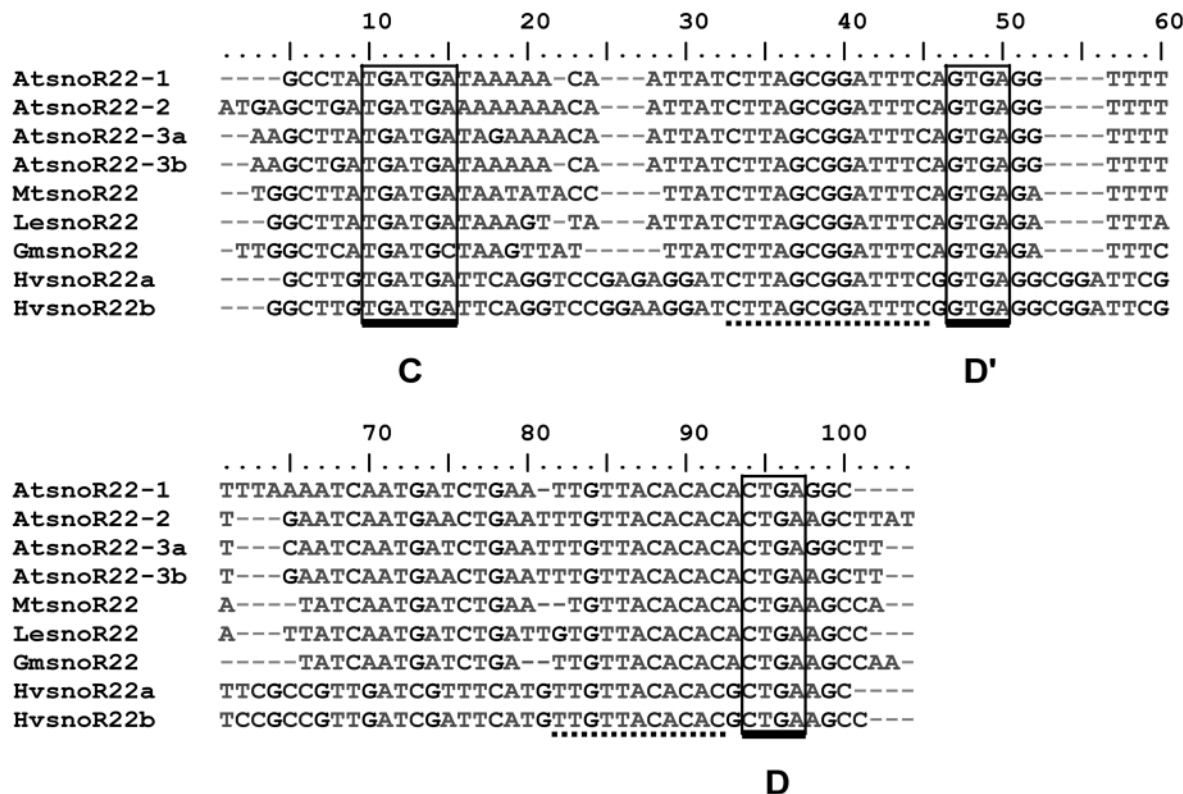 10 20 30 40 50 60
....|....|....|....|....|....|....|....|....|....|....|....|
AtsnoR22-1 ----GCCTATGATGATAAAAA-CA---ATTATCTTAGCGGATTTCAGTGAGG----TTTT
AtsnoR22-2 ATGAGCTGATGATGAAAAAAAACA---ATTATCTTAGCGGATTTCAGTGAGG----TTTT
AtsnoR22-3a --AAGCTTATGATGATAGAAAACA---ATTATCTTAGCGGATTTCAGTGAGG----TTTT
AtsnoR22-3b --AAGCTGATGATGATAAAAA-CA---ATTATCTTAGCGGATTTCAGTGAGG----TTTT
MtsnoR22 --TGGCTTATGATGATAATATACC----TTATCTTAGCGGATTTCAGTGAGA----TTTT
LesnoR22 ---GGCTTATGATGATAAAGT-TA---ATTATCTTAGCGGATTTCAGTGAGA----TTTA
GmsnoR22 -TTGGCTCATGATGCTAAGTTAT-----TTATCTTAGCGGATTTCAGTGAGA----TTTC
HvsnoR22a ----GCTTGTGATGATTCAGGTCCGAGAGGATCTTAGCGGATTTCGGTGAGGCGGATTCG
HvsnoR22b ---GGCTTGTGATGATTCAGGTCCGGAAGGATCTTAGCGGATTTCGGTGAGGCGGATTCG
C D'
70 80 90 100
....|....|....|....|....|....|....|....|....
AtsnoR22-1 TTTAAAATCAATGATCTGAA-TTGTTACACACACTGAGGC----
AtsnoR22-2 T---GAATCAATGAACTGAATTTGTTACACACACTGAAGCTTAT
AtsnoR22-3a T---CAATCAATGATCTGAATTTGTTACACACACTGAGGCTT--
AtsnoR22-3b T---GAATCAATGAACTGAATTTGTTACACACACTGAAGCTT--
MtsnoR22 A----TATCAATGATCTGAA--TGTTACACACACTGAAGCCA--
LesnoR22 A---TTATCAATGATCTGATTGTGTTACACACACTGAAGCC---
GmsnoR22 -----TATCAATGATCTGA--TTGTTACACACACTGAAGCCAA-
HvsnoR22a TTCGCCGTTGATCGTTTCATGTTGTTACACACGCTGAAGC----
HvsnoR22b TCCGCCGTTGATCGATTCATGTTGTTACACACGCTGAAGCC---
D